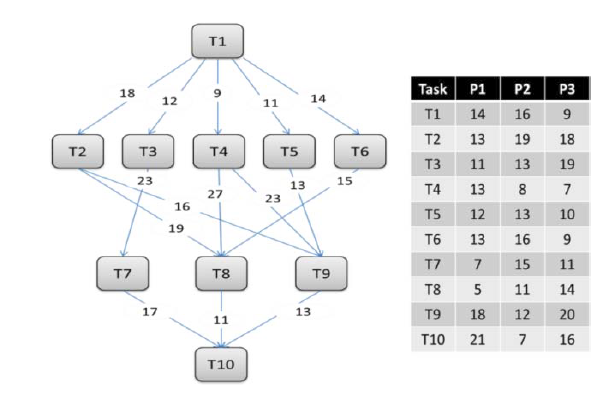 T1
18 12 9 11 14
T2 T3 T4 T5 T6
23 27 13 15
16 23
19
T7 T8 T9
17 11 13
T10
Task P1 P2 P3
T1 14 16 9
T2 13 19 18
T3 11 13 19
T4 13 8 7
T5 12 13 10
T6 13 16 9
T7 7 15 11
T8 5 11 14
T9 18 12 20
T10 21 7 16